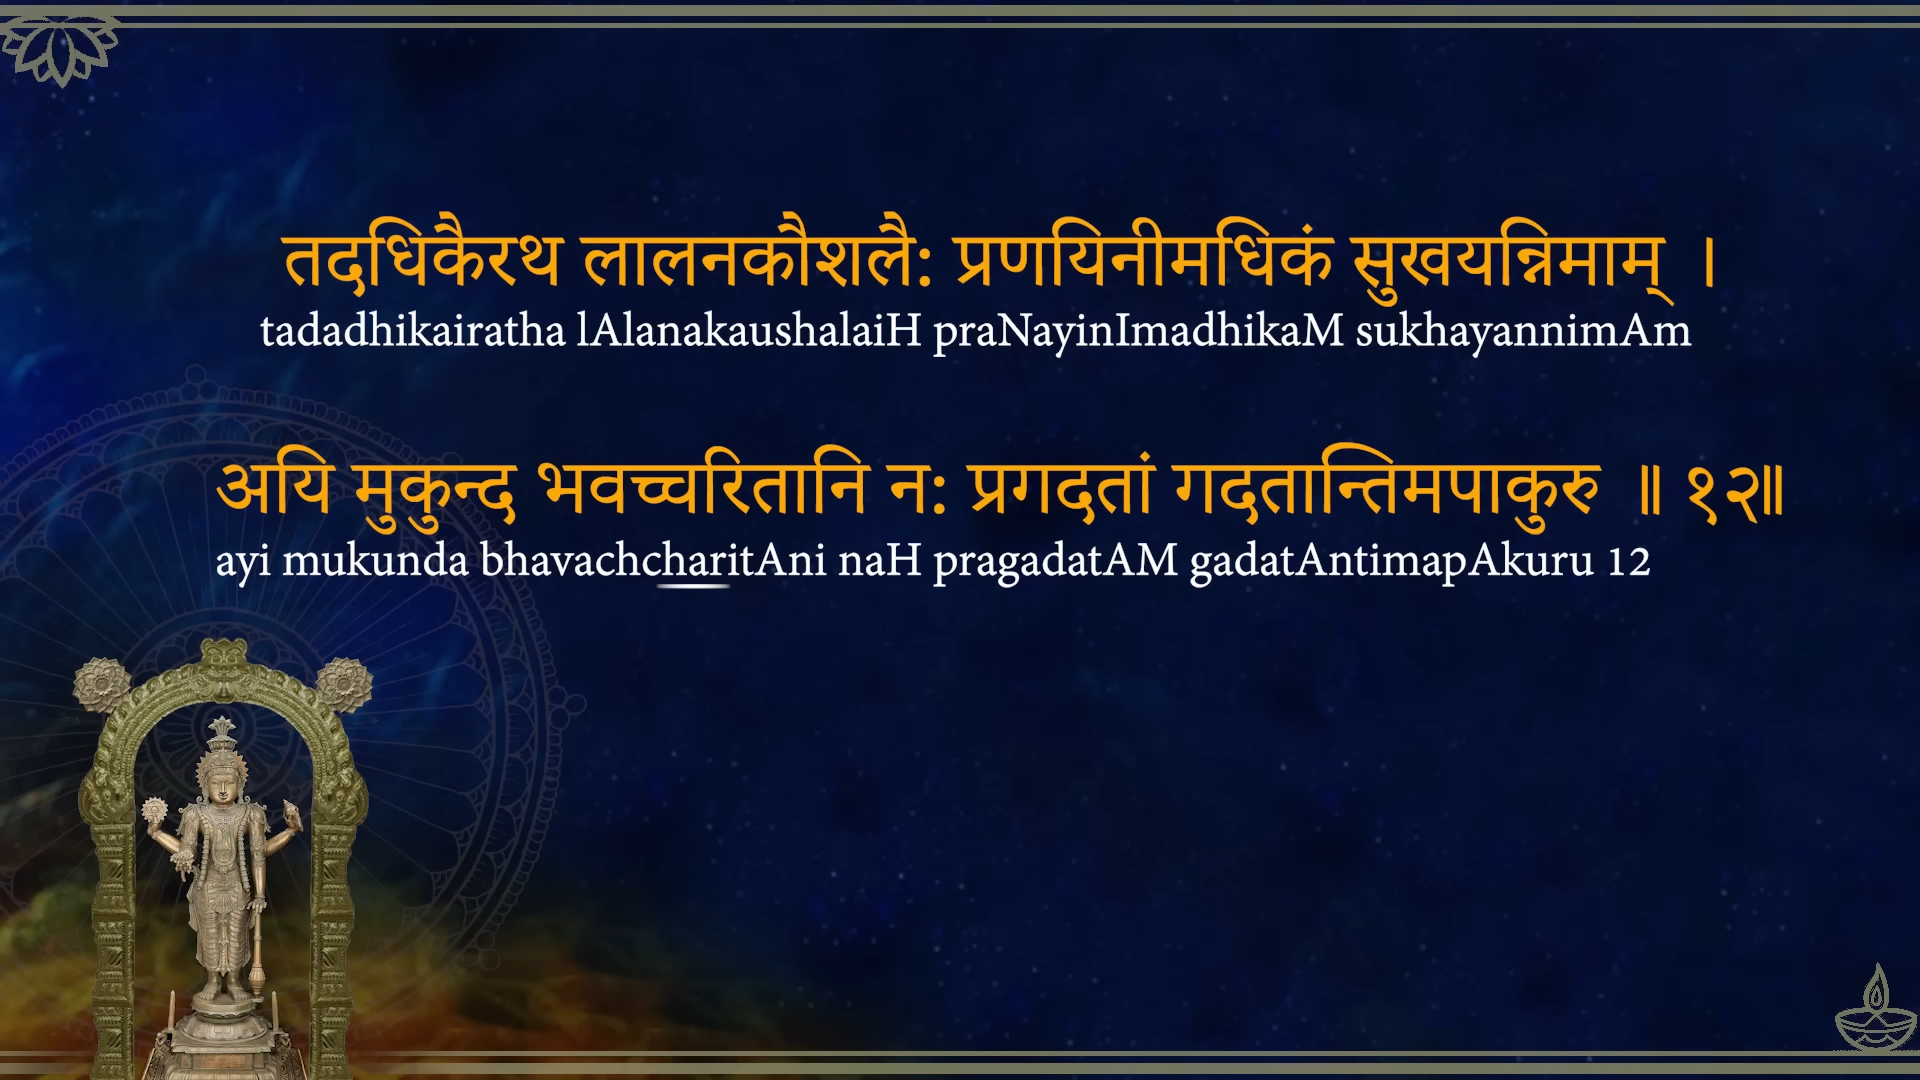 तदधिकैरथ लालनकौशलै: प्रणयिनीमधिकं सुखयन्निमाम् ।
tadadhikairatha lAlanakaushalaiH praNayinImadhikaM sukhayannimAm
अयि मुकुन्द भवच्चरितानि न: प्रगदतां गदतान्तिमपाकुरु ॥ १२॥
ayi mukunda bhavachcharitAni naH pragadatAM gadatAntimapAkuru 12